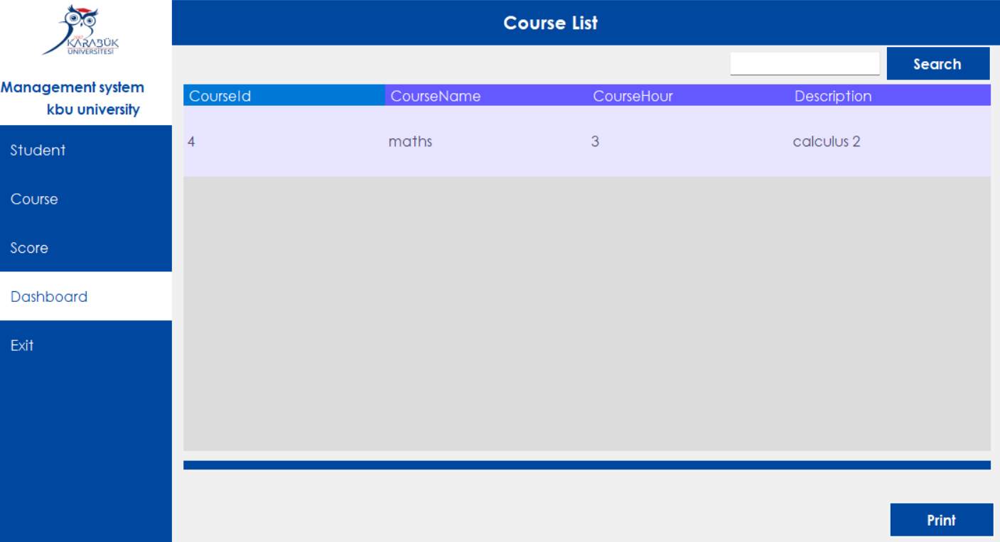 2007
KARABÜK
ÜNİVERSİTESİ
Management system
kbu university
Student
Course
Score
Dashboard
Exit
Course List
Search
CourseId CourseName CourseHour Description
4 maths 3 calculus 2
Print